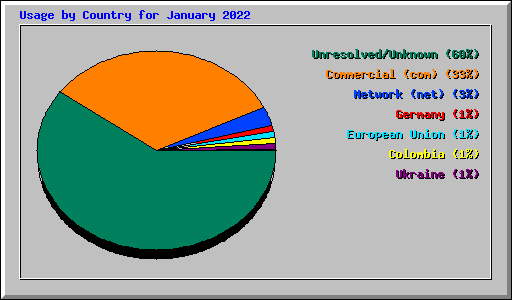 Usage by Country for January 2022
Unresolved/Unknown (60%)
Commercial (com) (33%)
Network (net) (3%)
Germany (1%)
European Union (1%)
Colombia (1%)
Ukraine (1%)